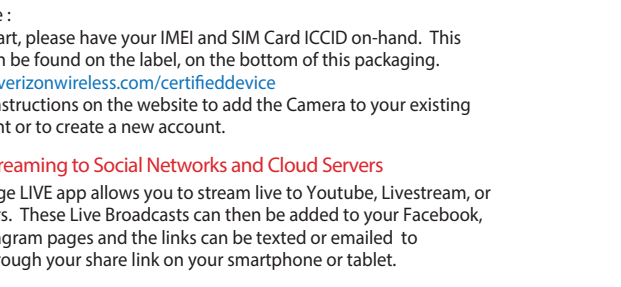 e :
art, please have your IMEI and SIM Card ICCID on-hand. This
n be found on the label, on the bottom of this packaging.
verizonwireless.com/certifieddevice
nstructions on the website to add the Camera to your existing
nt or to create a new account.
reaming to Social Networks and Cloud Servers
ge LIVE app allows you to stream live to Youtube, Livestream, or
s. These Live Broadcasts can then be added to your Facebook,
agram pages and the links can be texted or emailed to
rough your share link on your smartphone or tablet.